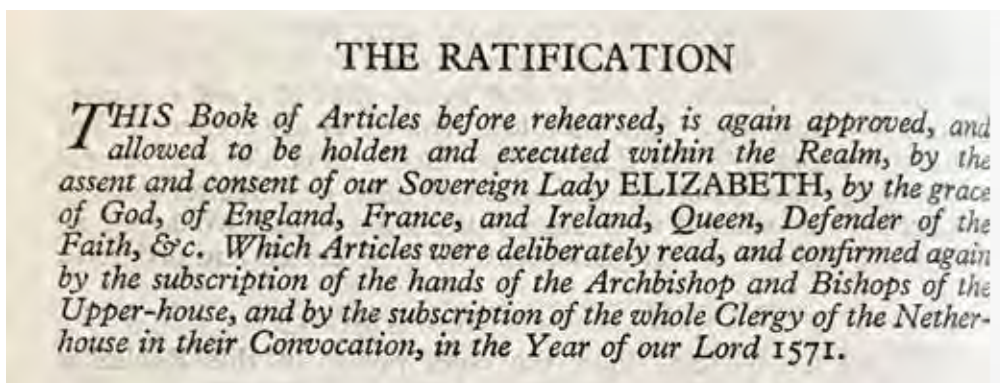 THE RATIFICATION
THIS Book of Articles before rehearsed, is again approved, and
allowed to be holden and executed within the Realm, by the
assent and consent of our Sovereign Lady ELIZABETH, by the grace
of God, of England, France, and Ireland, Queen, Defender of the
Faith, &c. Which Articles were deliberately read, and confirmed again
by the subscription of the hands of the Archbishop and Bishops of the
Upper-house, and by the subscription of the whole Clergy of the Nether-
house in their Convocation, in the Year of our Lord 1571.